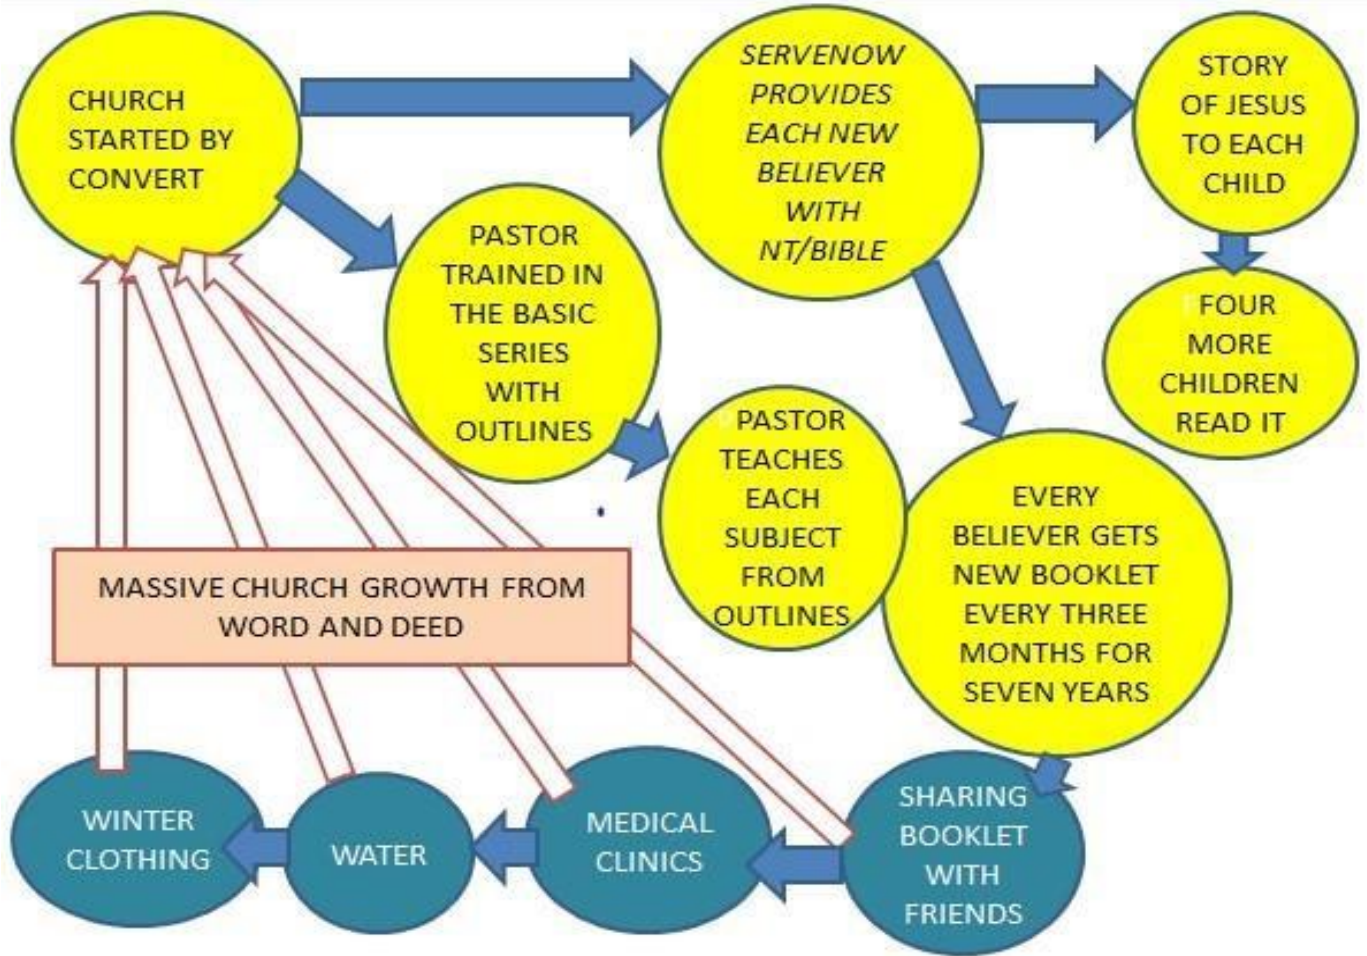 CHURCH
STARTED BY
CONVERT
SERVENOW
PROVIDES
EACH NEW
BELIEVER
WITH
NT/BIBLE
STORY
OF JESUS
TO EACH
CHILD
FOUR
MORE
CHILDREN
READ IT
PASTOR
TRAINED IN
THE BASIC
SERIES
WITH
OUTLINES
PASTOR
TEACHES
EACH
SUBJECT
FROM
OUTLINES
EVERY
BELIEVER GETS
NEW BOOKLET
EVERY THREE
MONTHS FOR
SEVEN YEARS
MASSIVE CHURCH GROWTH FROM
WORD AND DEED
WINTER
CLOTHING
WATER
MEDICAL
CLINICS
SHARING
BOOKLET
WITH
FRIENDS